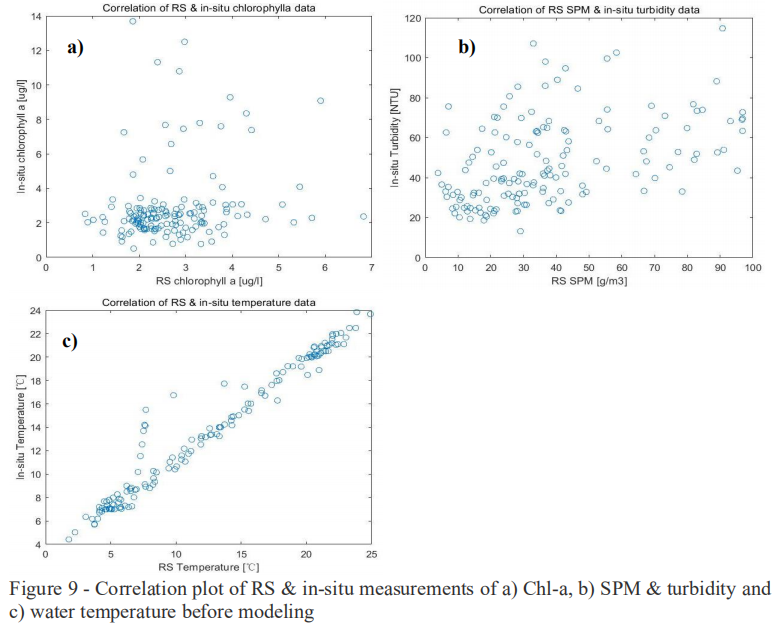 Correlation of RS & in-situ chlorophylla data
a)
14
12
10
8
6
4
2
0
In-situ chlorophyll a [ug/l]
0 1 2 3 4 5 6 7
RS chlorophyll a [ug/l]
Correlation of RS SPM & in-situ turbidity data
b)
120
100
80
60
40
20
0
In-situ Turbidity [NTU]
0 10 20 30 40 50 60 70 80 90 100
RS SPM [g/m3]
Correlation of RS & in-situ temperature data
c)
24
22
20
18
16
14
12
10
8
6
4
In-situ Temperature [℃]
0 5 10 15 20 25
RS Temperature [℃]
Figure 9 - Correlation plot of RS & in-situ measurements of a) Chl-a, b) SPM & turbidity and
c) water temperature before modeling